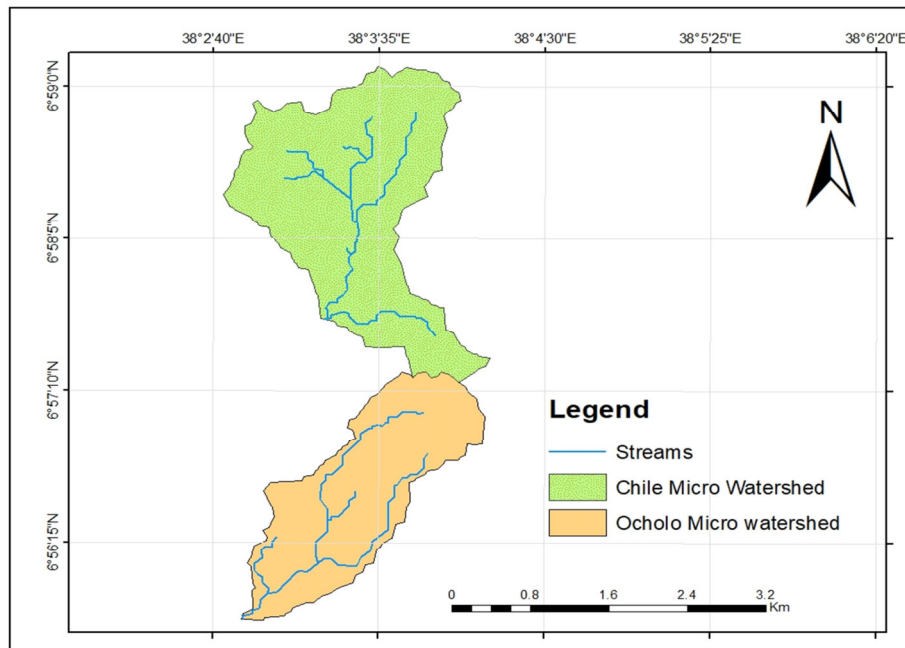 38°2'40"E 38°3'35"E 38°4'30"E 38°5'25"E 38°6'20"E
6°59'0"N
N
6°58'5"N
6°57'10"N
Legend
Streams
Chile Micro Watershed
Ocholo Micro watershed
6°56'15"N
0 0.8 1.6 2.4 3.2
Km